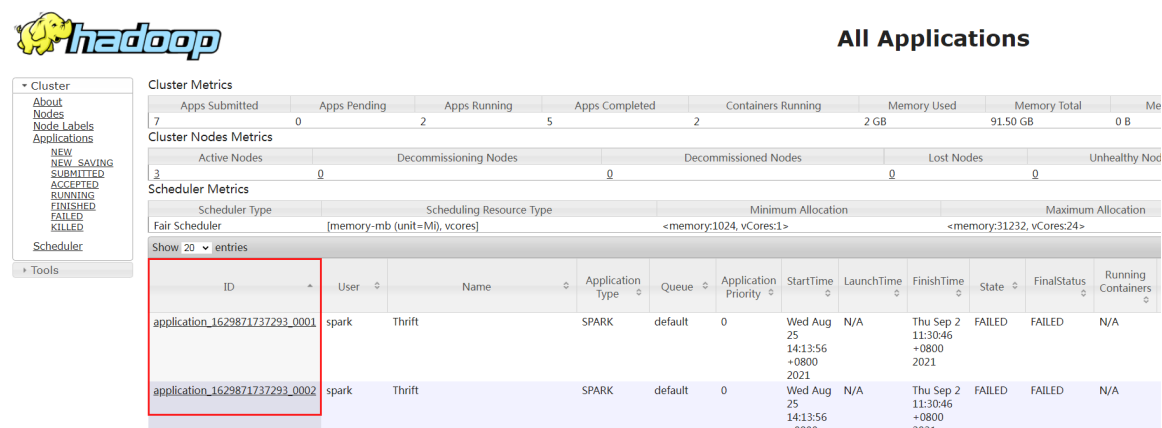 hadoop
All Applications
Cluster
About
Nodes
Node Labels
Applications
NEW
NEW_SAVING
SUBMITTED
ACCEPTED
RUNNING
FINISHED
FAILED
KILLED
Scheduler
Tools
Cluster Metrics
Apps Submitted Apps Pending Apps Running Apps Completed Containers Running Memory Used Memory Total Me
7 0 2 5 2 2 GB 91.50 GB 0 B
Cluster Nodes Metrics
Active Nodes Decommissioning Nodes Decommissioned Nodes Lost Nodes Unhealthy Nod
3 0 0 0 0
Scheduler Metrics
Scheduler Type Scheduling Resource Type Minimum Allocation Maximum Allocation
Fair Scheduler [memory-mb (unit=Mi), vcores] <memory:1024, vCores:1> <memory:31232, vCores:24>
Show 20 entries
ID User Name Application Type Queue Application Priority StartTime LaunchTime FinishTime State FinalStatus Running Containers
application_1629871737293_0001 spark Thrift SPARK default 0 Wed Aug N/A Thu Sep 2 FAILED FAILED N/A
25 11:30:46
14:13:56 +0800
+0800 2021
2021
application_1629871737293_0002 spark Thrift SPARK default 0 Wed Aug N/A Thu Sep 2 FAILED FAILED N/A
25 11:30:46
14:13:56 +0800